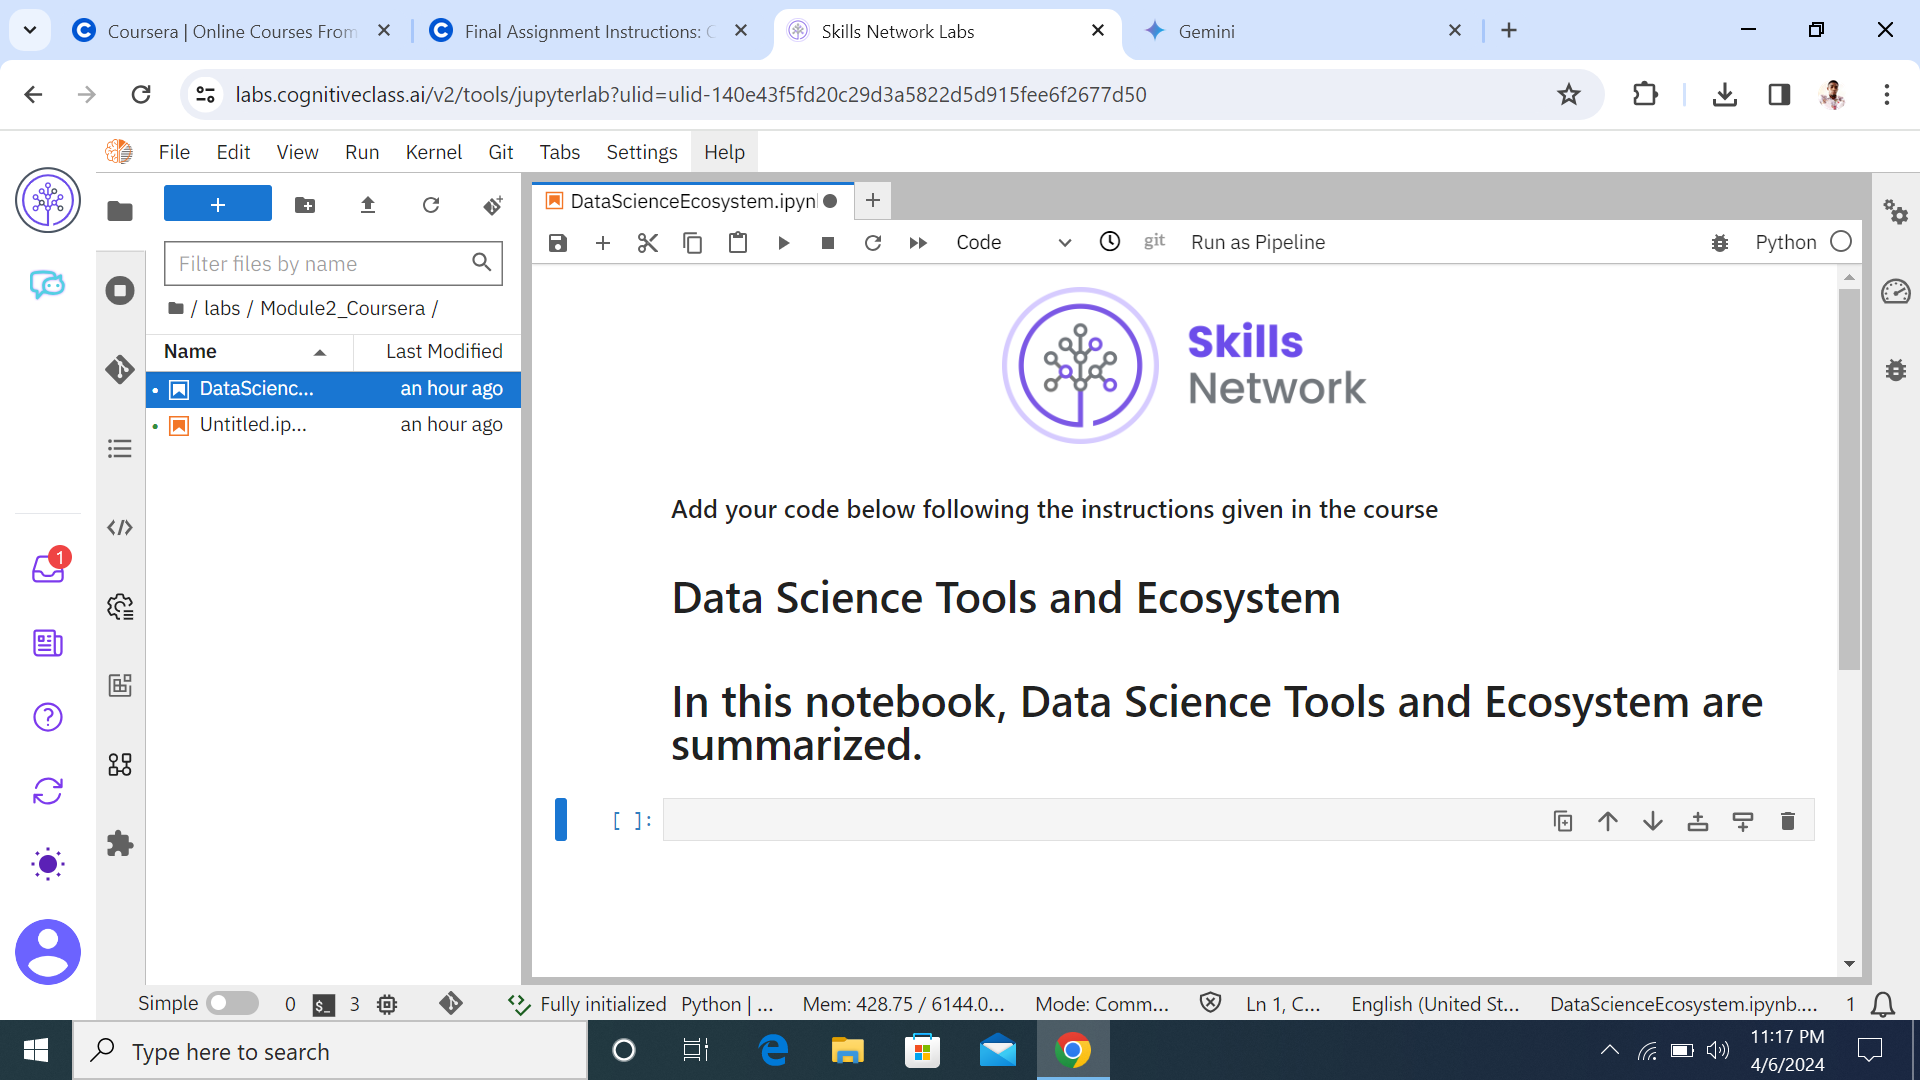 Coursera | Online Courses From
Final Assignment Instructions: C
Skills Network Labs
Gemini
labs.cognitiveclass.ai/v2/tools/jupyterlab?ulid=ulid-140e43f5fd20c29d3a5822d5d915fee6f2677d50
File Edit View Run Kernel Git Tabs Settings Help
DataScienceEcosystem.ipyn
Code
git
Run as Pipeline
Python
Filter files by name
/ labs / Module2_Coursera /
Name Last Modified
DataScienc... an hour ago
Untitled.ip... an hour ago
1
Skills
Network
Add your code below following the instructions given in the course
Data Science Tools and Ecosystem
In this notebook, Data Science Tools and Ecosystem are
summarized.
[ ]:
Simple 0 $_ 3 Fully initialized Python | ... Mem: 428.75 / 6144.0... Mode: Comm... Ln 1, C... English (United St... DataScienceEcosystem.ipynb.... 1
Type here to search
11:17 PM
4/6/2024